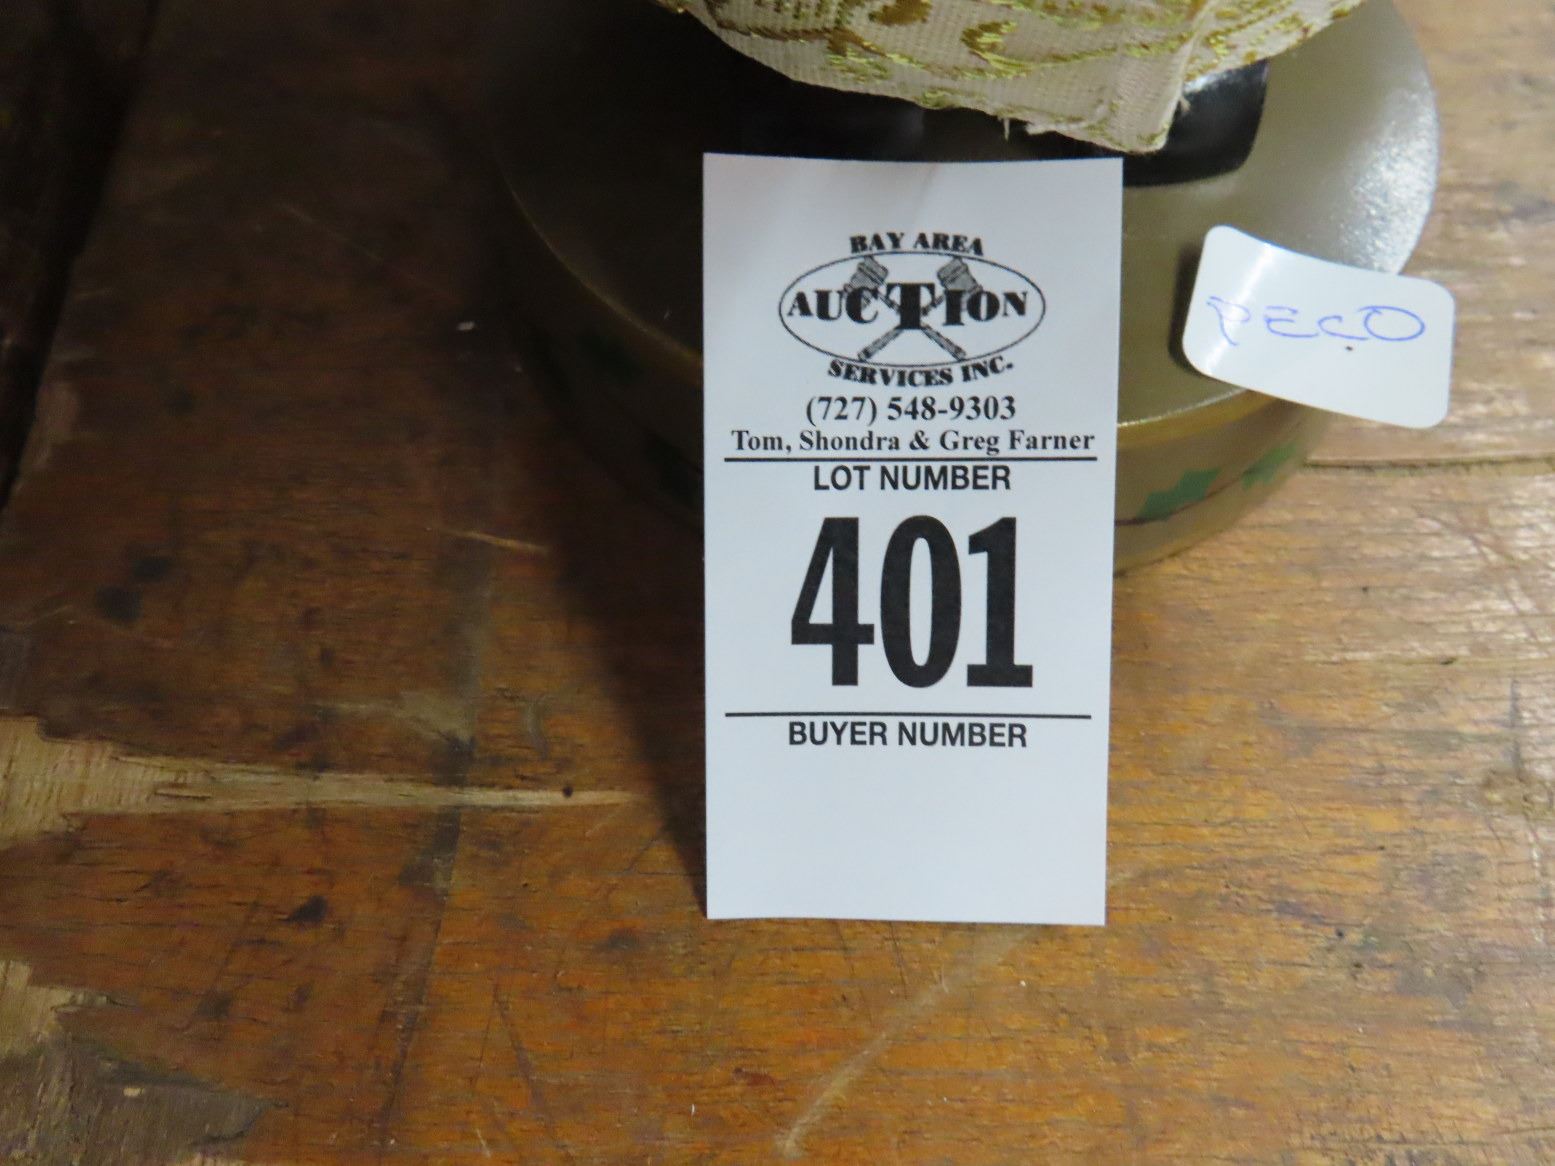 BAY AREA
AUCTION
SERVICES INC.
(727) 548-9303
Tom, Shondra & Greg Farner
LOT NUMBER
401
BUYER NUMBER
PECO